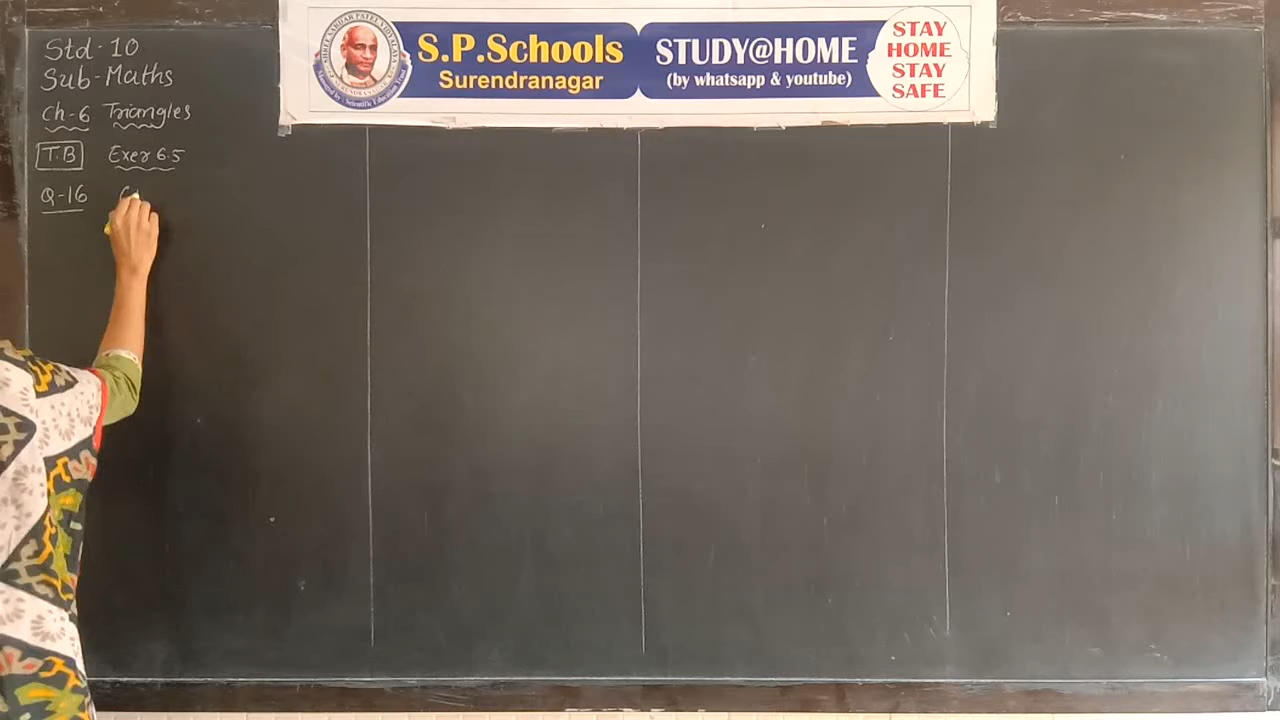 S.P.Schools
Surendranagar
STUDY@HOME
(by whatsapp & youtube)
STAY
HOME
STAY
SAFE
Std - 10
Sub - Maths
Ch - 6 Triangles
T.B Exer 6.5
Q - 16